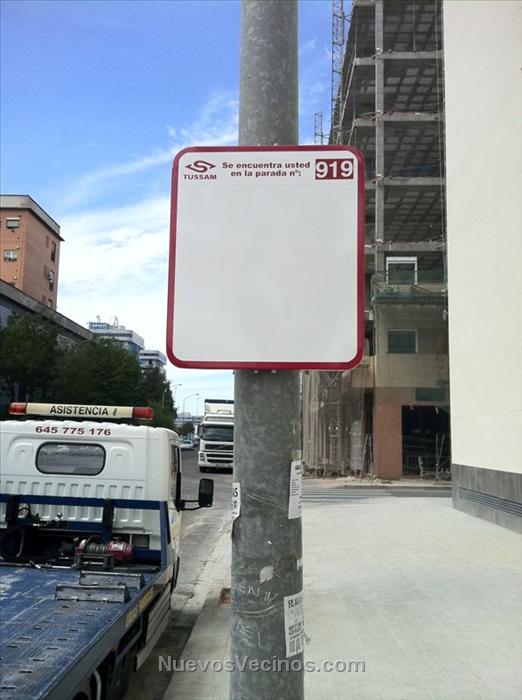 TUSSAM
Se encuentra usted
en la parada nº:
919
ASISTENCIA
645 775 176
NuevosVecinos.com